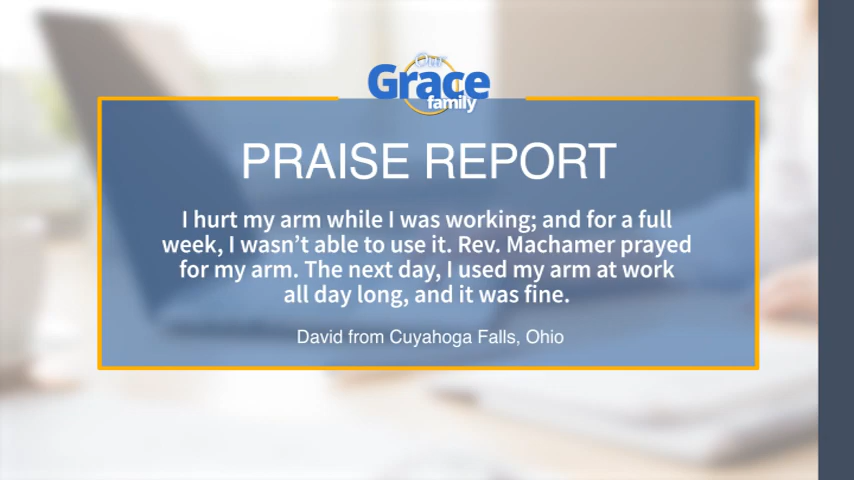 Our
Grace
family
PRAISE REPORT
I hurt my arm while I was working; and for a full
week, I wasn't able to use it. Rev. Machamer prayed
for my arm. The next day, I used my arm at work
all day long, and it was fine.
David from Cuyahoga Falls, Ohio